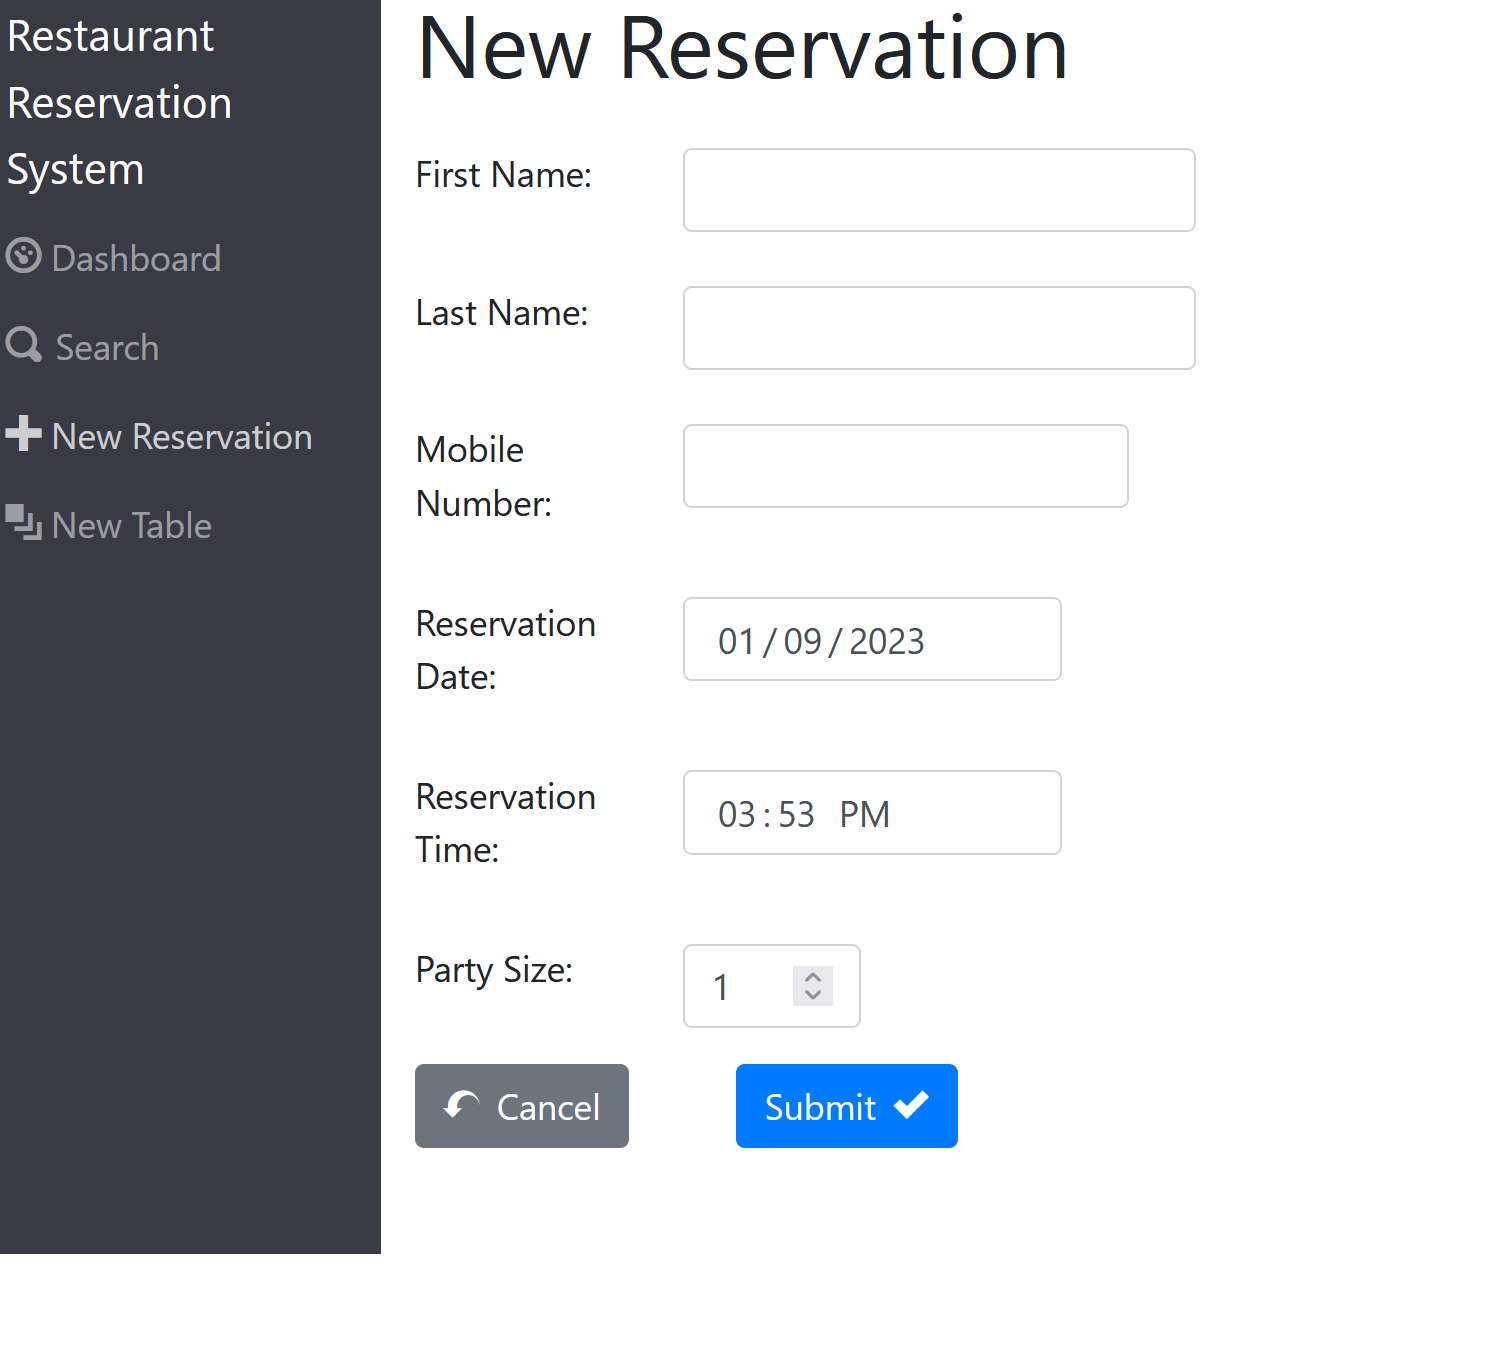 Restaurant
Reservation
System
Dashboard
Search
New Reservation
New Table
New Reservation
First Name:
Last Name:
Mobile
Number:
Reservation
Date:
01/09/2023
Reservation
Time:
03:53 PM
Party Size:
1
Cancel
Submit